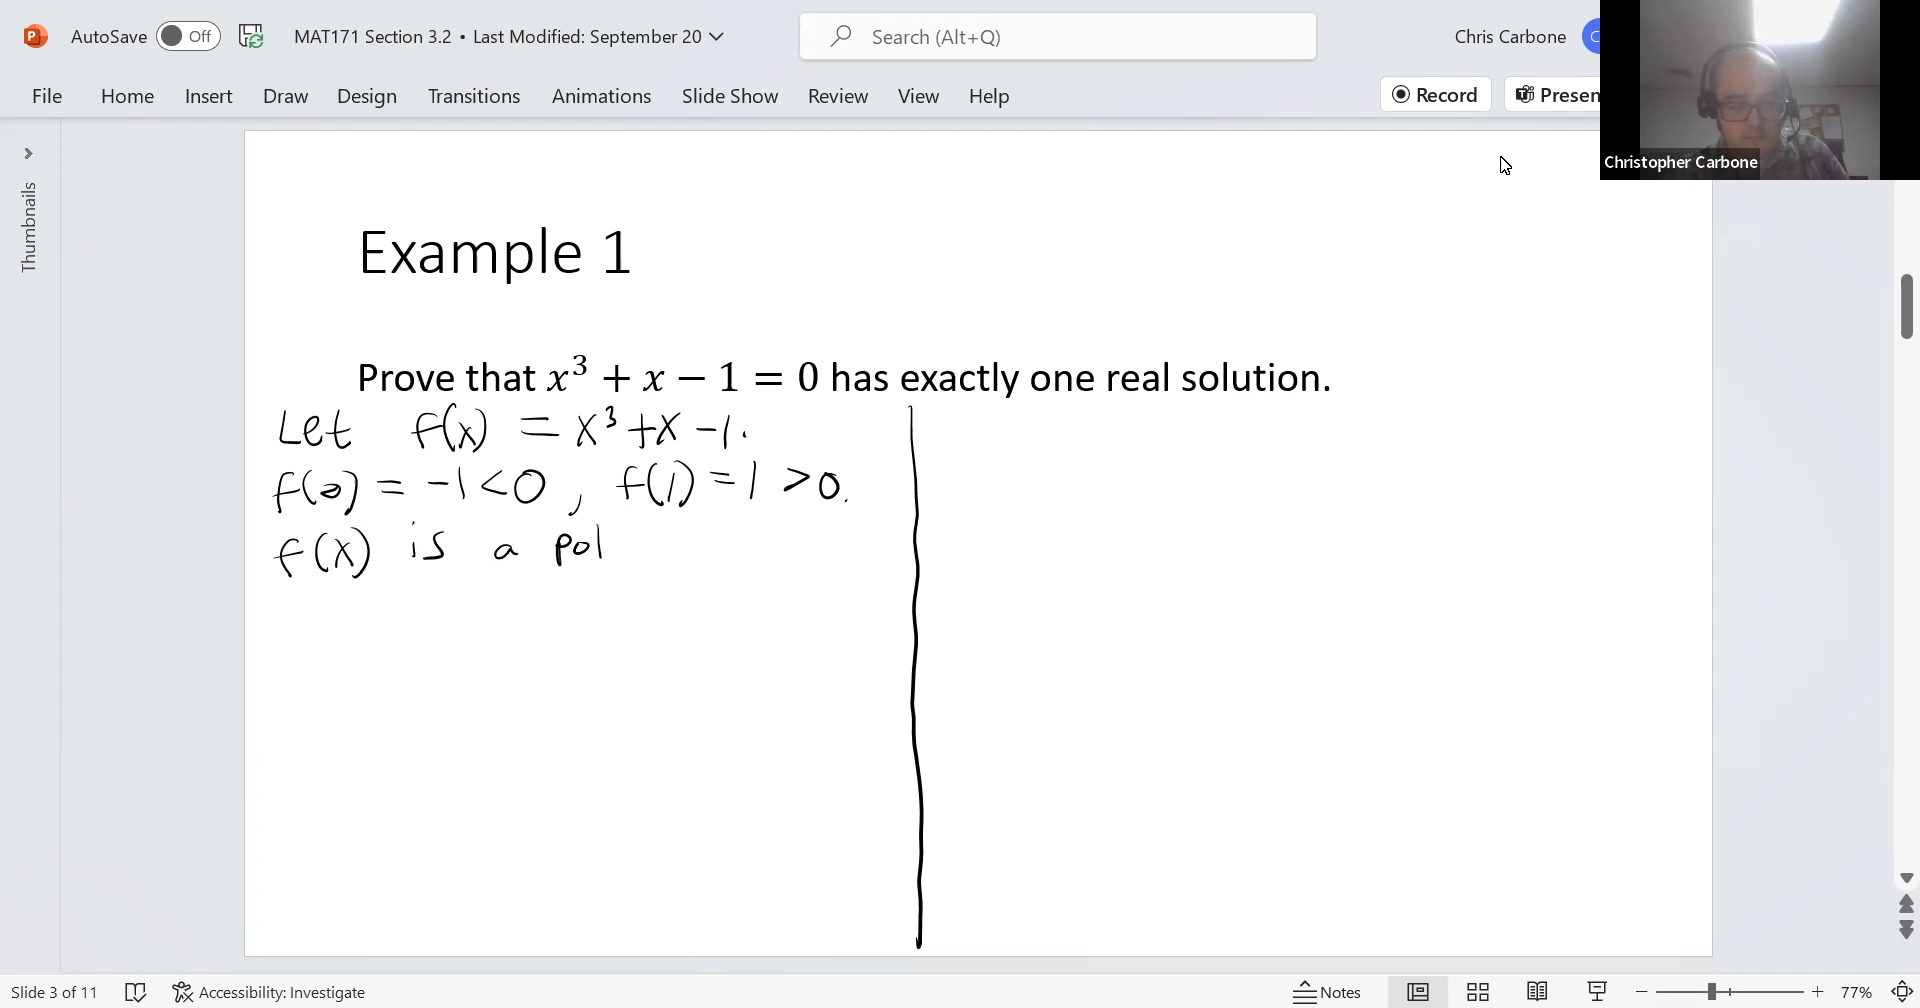 AutoSave Off MAT171 Section 3.2 • Last Modified: September 20 Search (Alt+Q) Chris Carbone
File Home Insert Draw Design Transitions Animations Slide Show Review View Help Record Presen
Christopher Carbone
Thumbnails
Example 1
Prove that x³ + x − 1 = 0 has exactly one real solution.
Let f(x) = x³ + x − 1.
f(0) = −1 < 0, f(1) = 1 > 0.
f(x) is a pol
Slide 3 of 11 Accessibility: Investigate Notes 77%